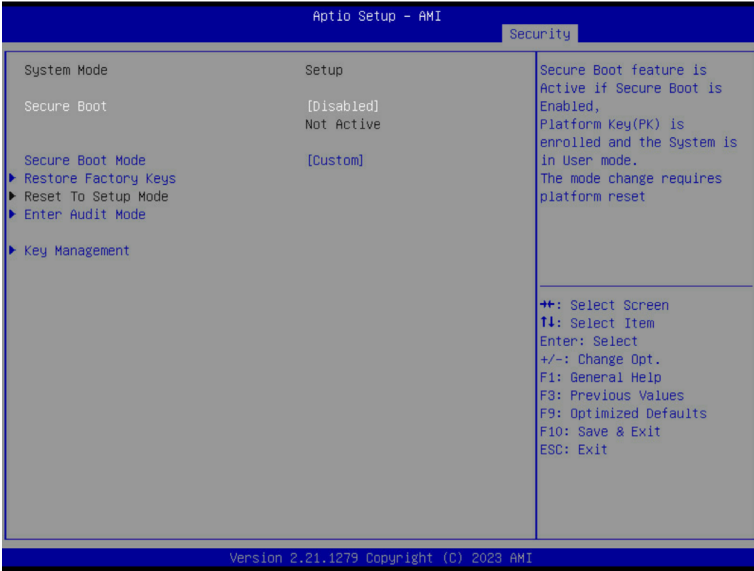 Aptio Setup – AMI
Security
System Mode Setup
Secure Boot [Disabled]
Not Active
Secure Boot Mode [Custom]
Restore Factory Keys
Reset To Setup Mode
Enter Audit Mode
Key Management
Secure Boot feature is
Active if Secure Boot is
Enabled,
Platform Key(PK) is
enrolled and the System is
in User mode.
The mode change requires
platform reset
→←: Select Screen
↑↓: Select Item
Enter: Select
+/-: Change Opt.
F1: General Help
F3: Previous Values
F9: Optimized Defaults
F10: Save & Exit
ESC: Exit
Version 2.21.1279 Copyright (C) 2023 AMI